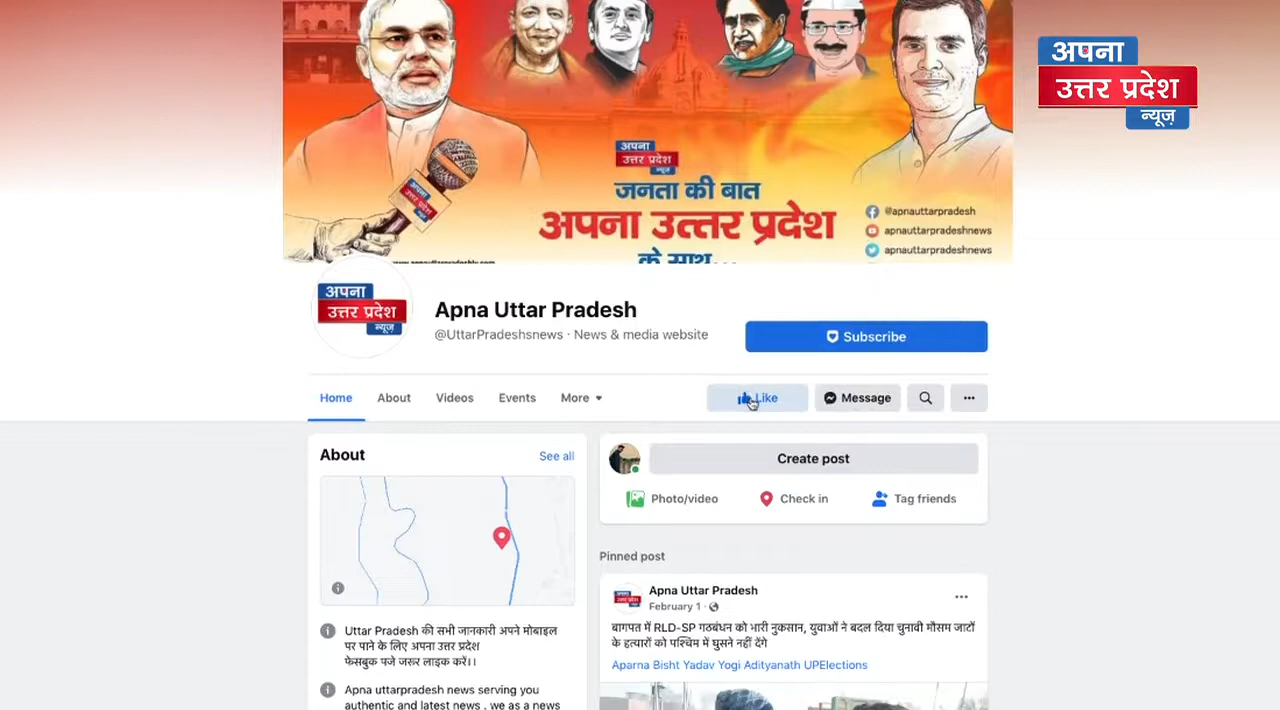 अपना
उत्तर प्रदेश
न्यूज़
अपना
उत्तर प्रदेश
न्यूज़
जनता की बात
अपना उत्तर प्रदेश
के साथ...
अपना
उत्तर प्रदेश
@apnauttarpradesh
apnauttarpradeshnews
apnauttarpradeshnews
अपना
उत्तर प्रदेश
न्यूज़
Apna Uttar Pradesh
@UttarPradeshsnews · News & media website
Subscribe
Home About Videos Events More
Like Message
About
See all
Create post
Photo/video Check in Tag friends
Pinned post
Apna Uttar Pradesh
February 1 ·
बागपत में RLD-SP गठबंधन को भारी नुकसान, युवाओं ने बदल दिया चुनावी मौसम जाटों
के हत्यारों को पश्चिम में घुसने नहीं देंगे
Aparna Bisht Yadav Yogi Adityanath UPElections
Uttar Pradesh की सभी जानकारी अपने मोबाइल
पर पाने के लिए अपना उत्तर प्रदेश
फेसबुक पजे जरूर लाइक करें।।
Apna uttarpradesh news serving you
authentic and latest news , we as a news